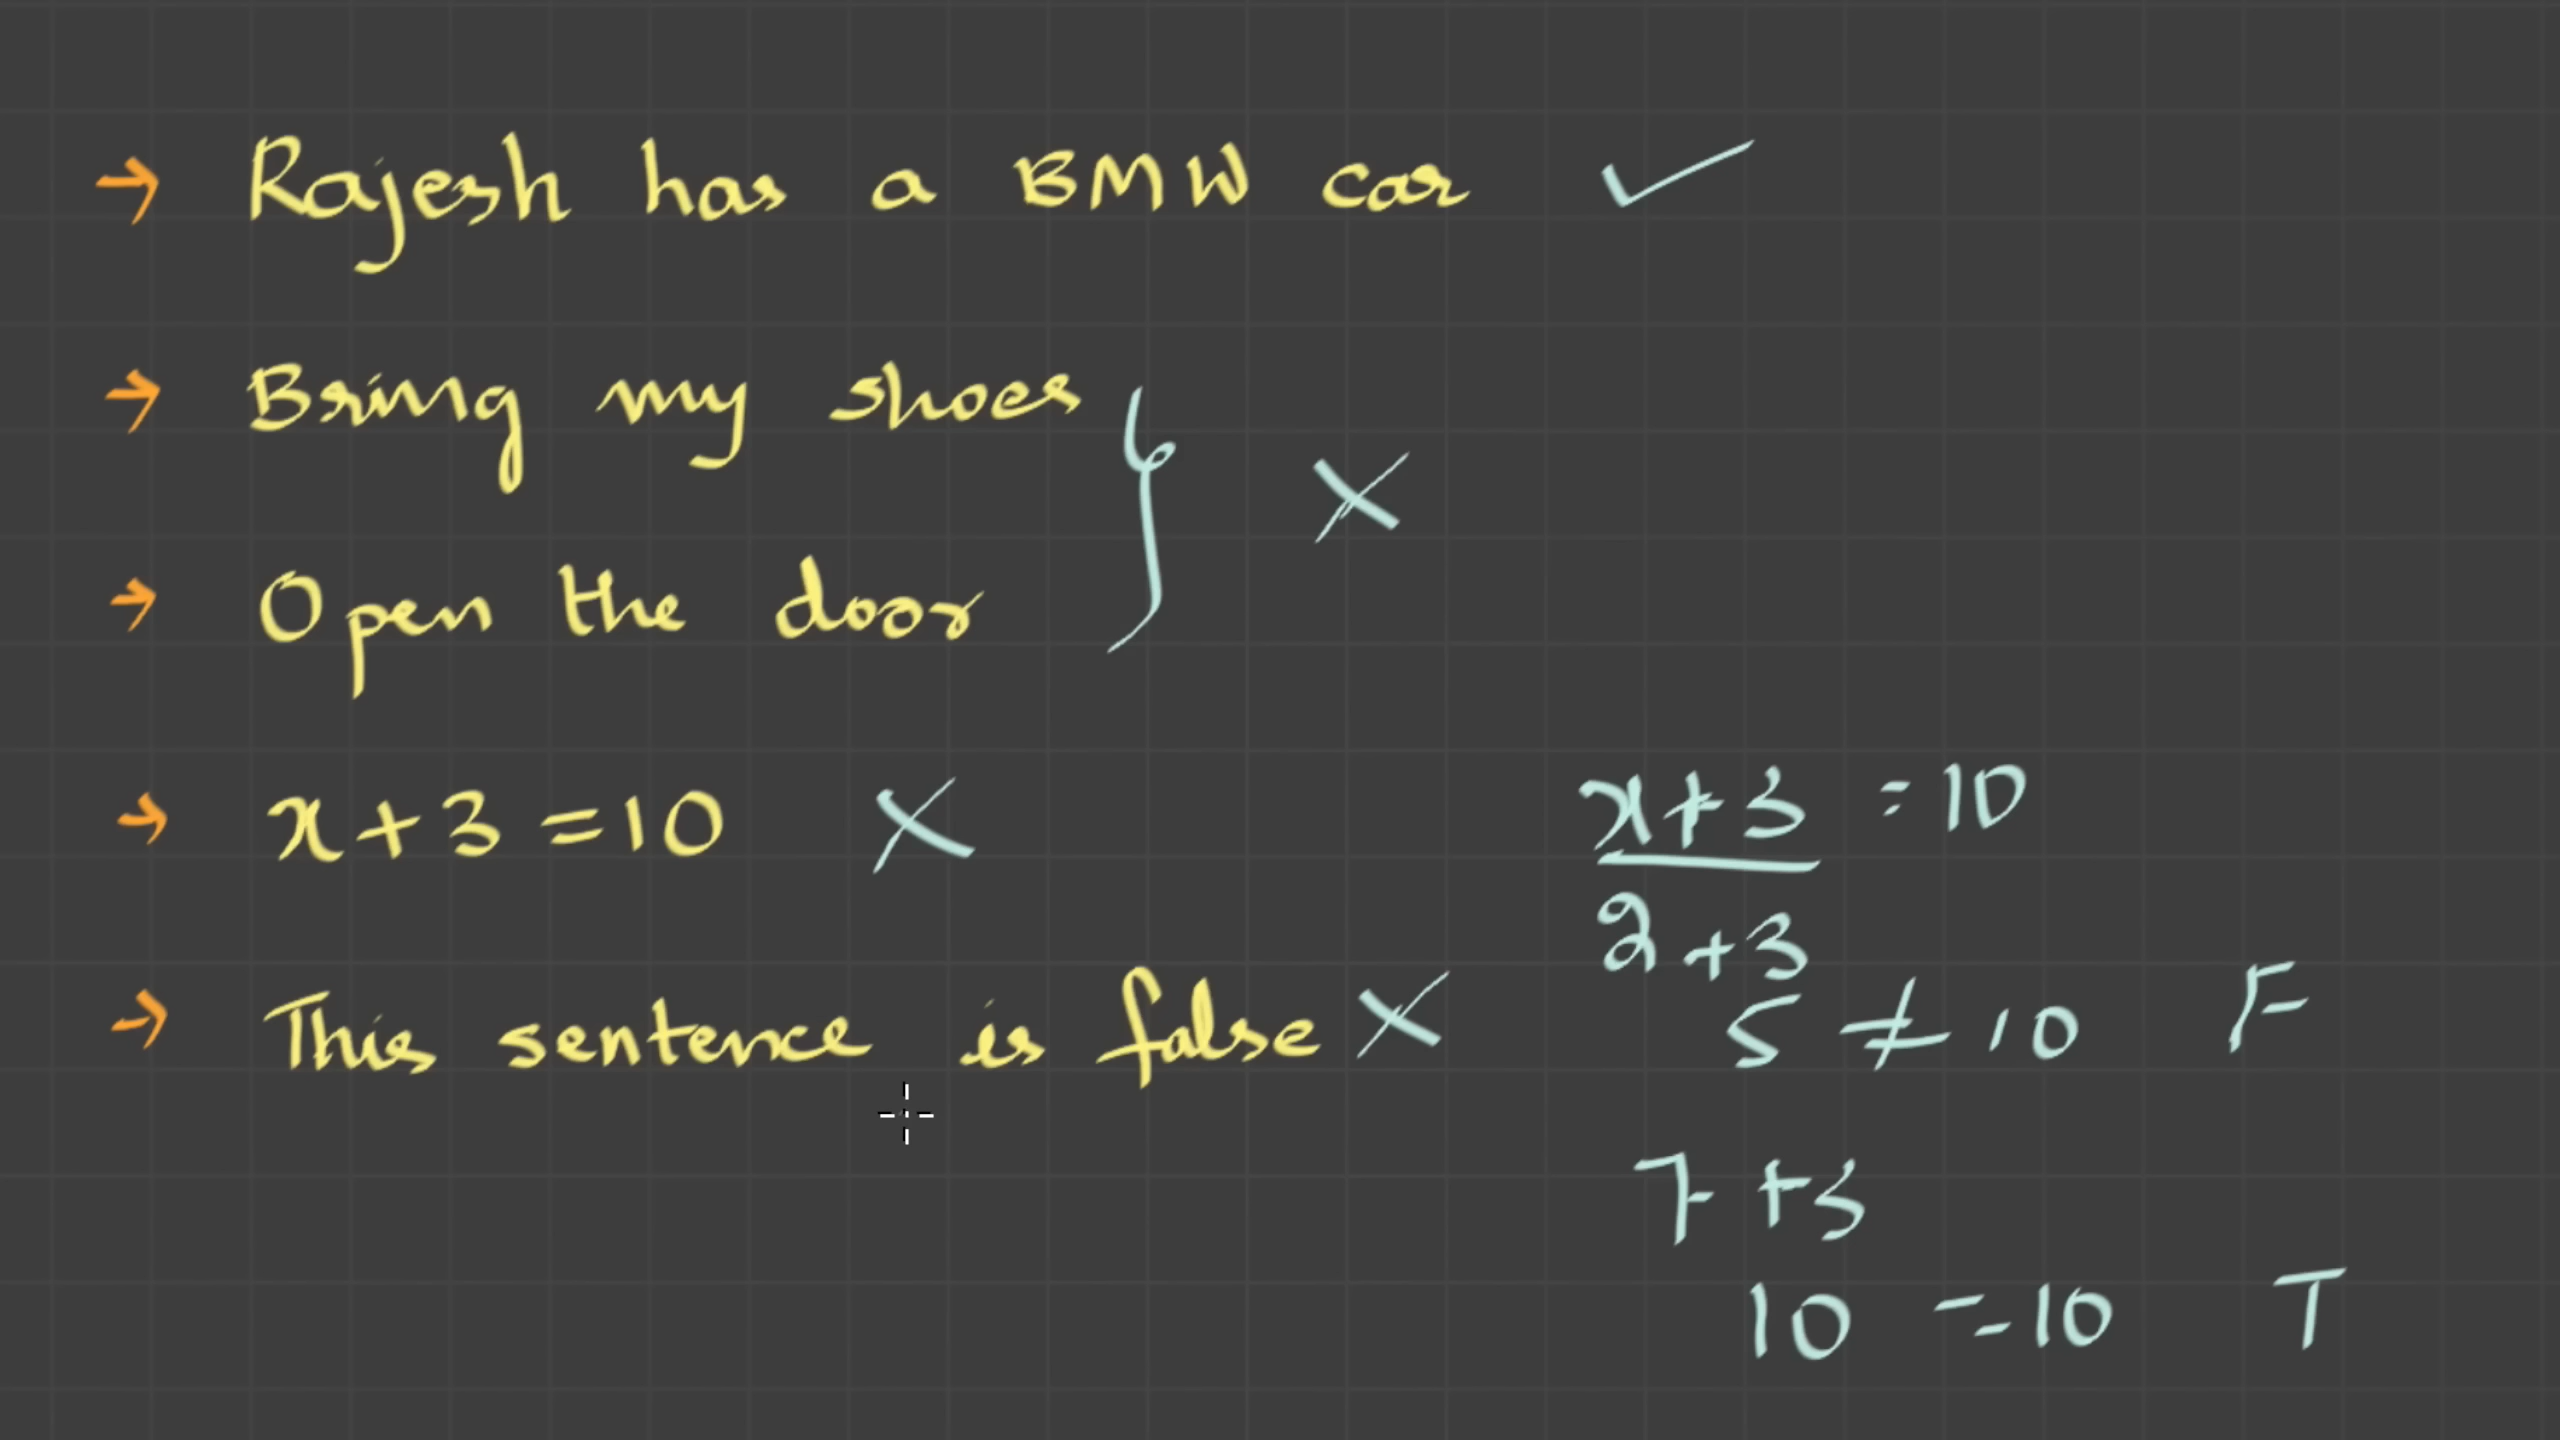 → Rajesh has a BMW car ✓
→ Bring my shoes
→ Open the door
×
→ x+3=10 ×
→ This sentence is false ×
x+3 = 10
2+3
5 ≠ 10 F
7+3
10 = 10 T